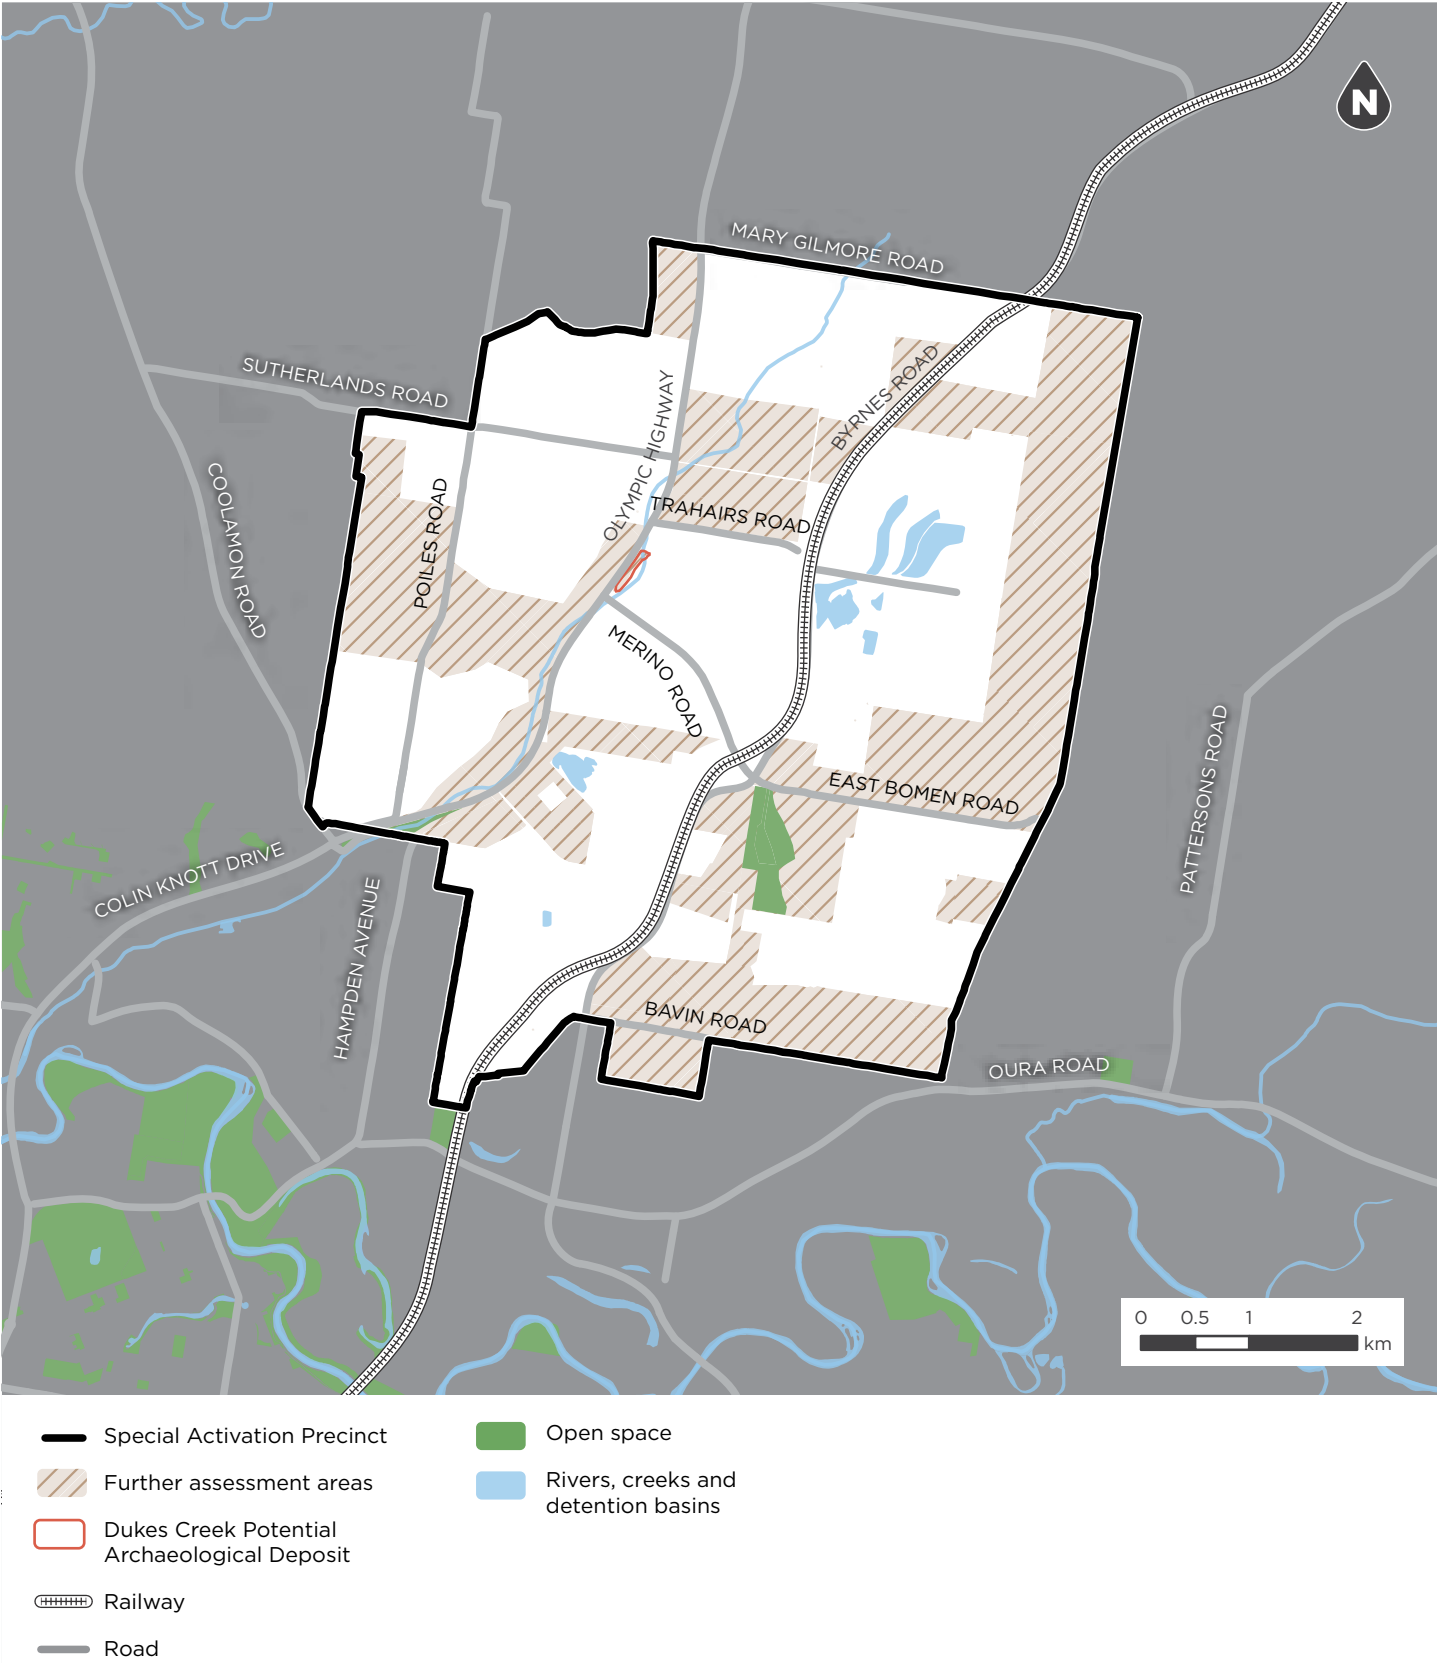 N
MARY GILMORE ROAD
SUTHERLANDS ROAD
BYRNES ROAD
OLYMPIC HIGHWAY
COOLAMON ROAD
POILES ROAD
TRAHAIRS ROAD
MERINO ROAD
EAST BOMEN ROAD
PATTERSONS ROAD
COLIN KNOTT DRIVE
HAMPDEN AVENUE
BAVIN ROAD
OURA ROAD
0 0.5 1 2
km
Special Activation Precinct
Further assessment areas
Dukes Creek Potential
Archaeological Deposit
Railway
Road
Open space
Rivers, creeks and
detention basins